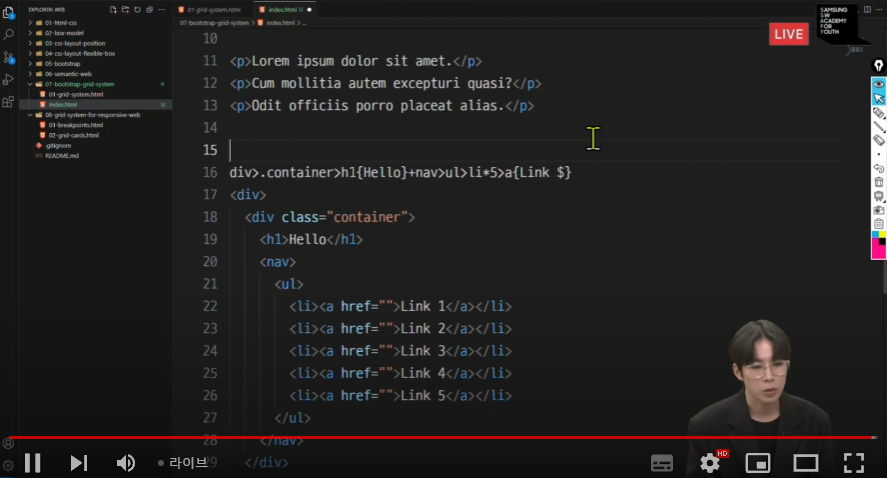 EXPLORER: WEB
01-html-css
02-box-model
03-css-layout-position
04-css-layout-flexible-box
05-bootstrap
06-semantic-web
07-bootstrap-grid-system
01-grid-system.html
index.html U
08-grid-system-for-responsive-web
01-breakpoints.html
02-grid-cards.html
.gitignore
README.md
01-grid-system.html
index.html U
07-bootstrap-grid-system > index.html > ...
LIVE
SAMSUNG
SW
ACADEMY
FOR
YOUTH
10
11 <p>Lorem ipsum dolor sit amet.</p>
12 <p>Cum mollitia autem excepturi quasi?</p>
13 <p>Odit officiis porro placeat alias.</p>
14
15
16 div>.container>h1{Hello}+nav>ul>li*5>a{Link $}
17 <div>
18 <div class="container">
19 <h1>Hello</h1>
20 <nav>
21 <ul>
22 <li><a href="">Link 1</a></li>
23 <li><a href="">Link 2</a></li>
24 <li><a href="">Link 3</a></li>
25 <li><a href="">Link 4</a></li>
26 <li><a href="">Link 5</a></li>
27 </ul>
28 </nav>
29 </div>
라이브
HD